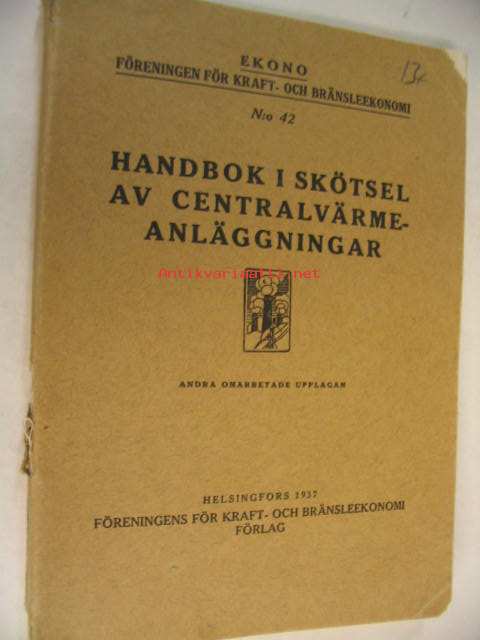 EKONO
FÖRENINGEN FÖR KRAFT- OCH BRÄNSLEEKONOMI
N:o 42
13:-
HANDBOK I SKÖTSEL
AV CENTRALVÄRME-
ANLÄGGNINGAR
Antikvariaatti.net
ANDRA OMARBETADE UPPLAGAN
HELSINGFORS 1937
FÖRENINGENS FÖR KRAFT- OCH BRÄNSLEEKONOMI
FÖRLAG